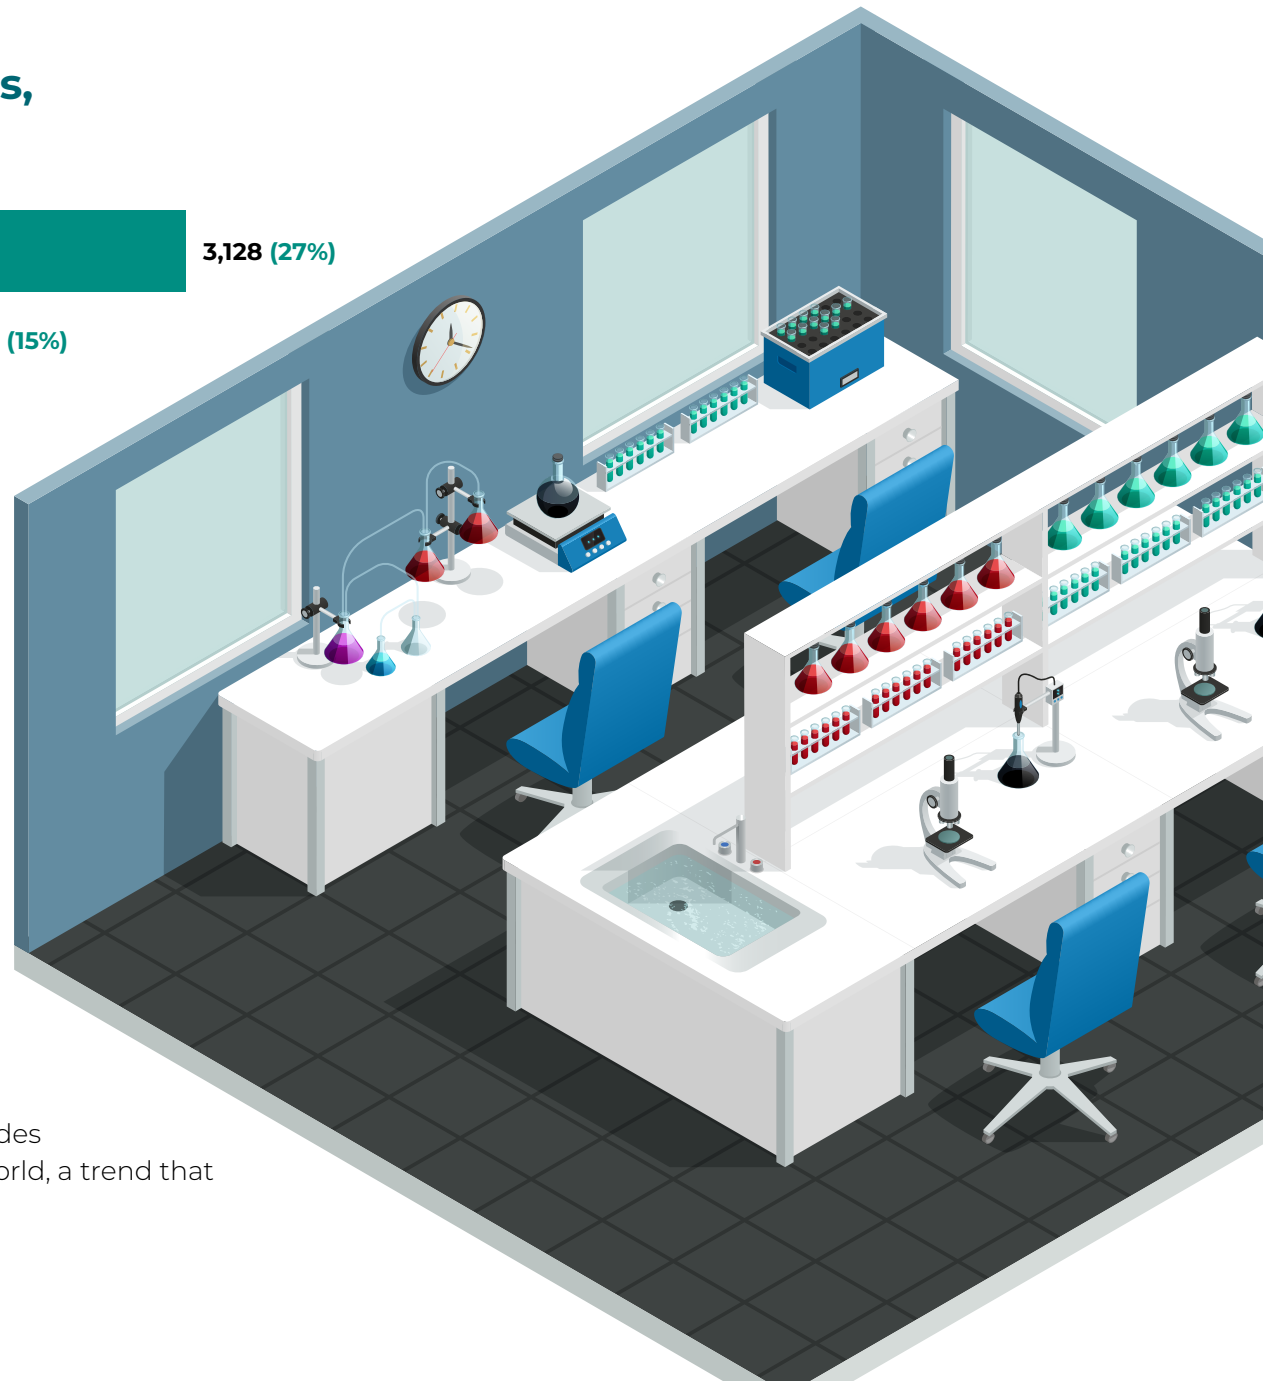 s,
3,128 (27%)
(15%)
des
orld, a trend that